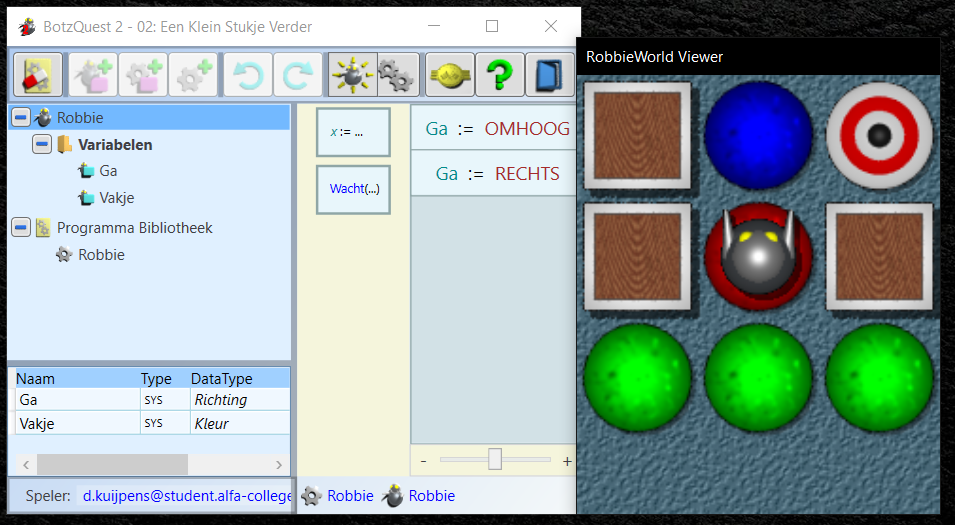 BotzQuest 2 - 02: Een Klein Stukje Verder
RobbieWorld Viewer
Robbie
Variabelen
Ga
Vakje
Programma Bibliotheek
Robbie
x := ...
Wacht(...)
Ga := OMHOOG
Ga := RECHTS
Naam Type DataType
Ga SYS Richting
Vakje SYS Kleur
- +
Speler: d.kuijpens@student.alfa-college
Robbie Robbie